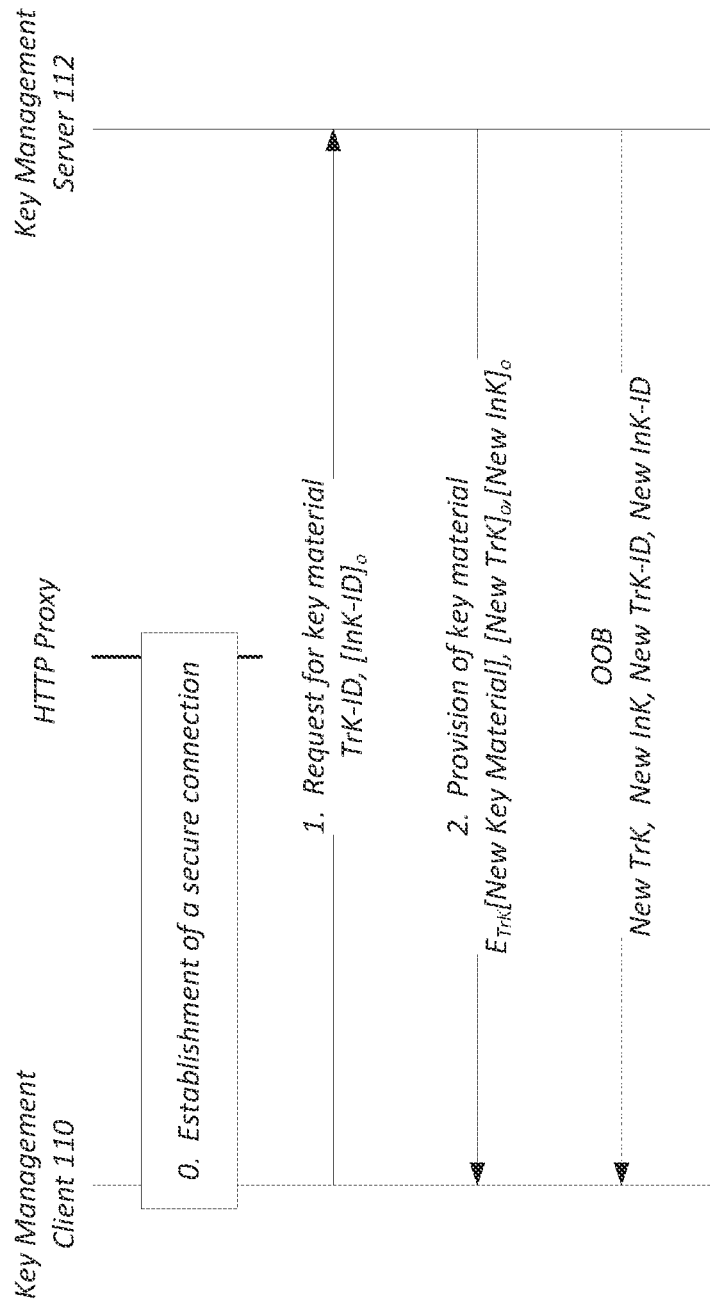 Key Management
Client 110
HTTP Proxy
Key Management
Server 112
0. Establishment of a secure connection
1. Request for key material
TrK-ID, [InK-ID]o
2. Provision of key material
ETrK[New Key Material], [New TrK]o,[New InK]o
OOB
New TrK, New InK, New TrK-ID, New InK-ID